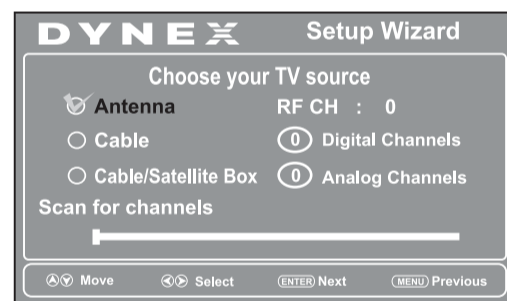 DYNEX Setup Wizard
Choose your TV source
Antenna RF CH : 0
Cable 0 Digital Channels
Cable/Satellite Box 0 Analog Channels
Scan for channels
Move Select ENTER Next MENU Previous